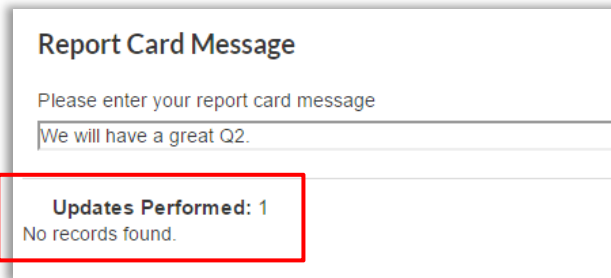 Report Card Message
Please enter your report card message
We will have a great Q2.
Updates Performed: 1
No records found.